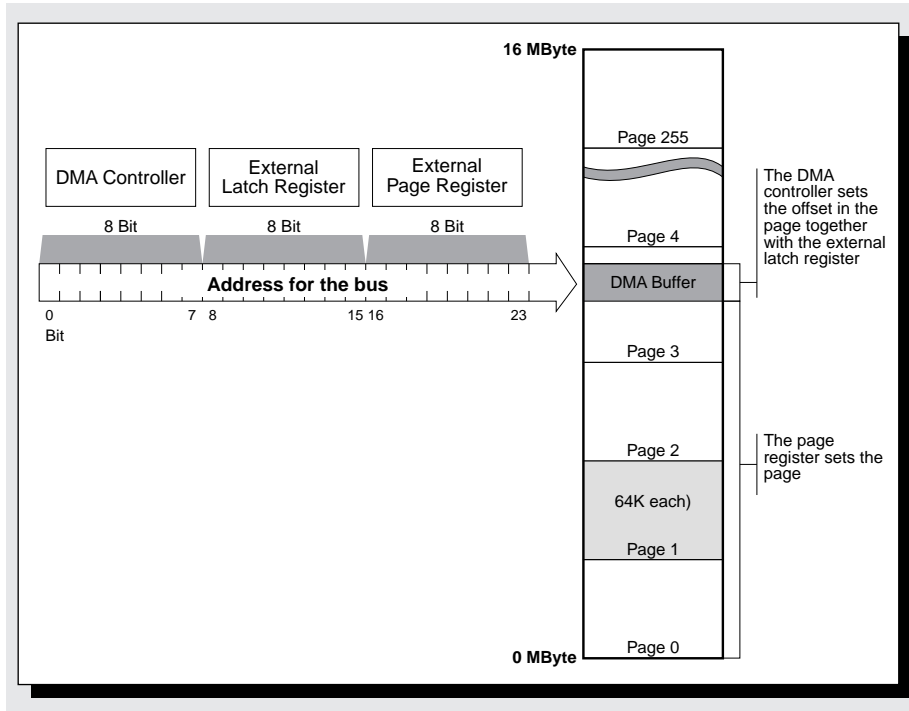 16 MByte
DMA Controller
External
Latch Register
External
Page Register
8 Bit
8 Bit
8 Bit
Address for the bus
0
7
8
15
16
23
Bit
Page 255
Page 4
DMA Buffer
Page 3
Page 2
64K each)
Page 1
Page 0
0 MByte
The DMA
controller sets
the offset in the
page together
with the external
latch register
The page
register sets the
page